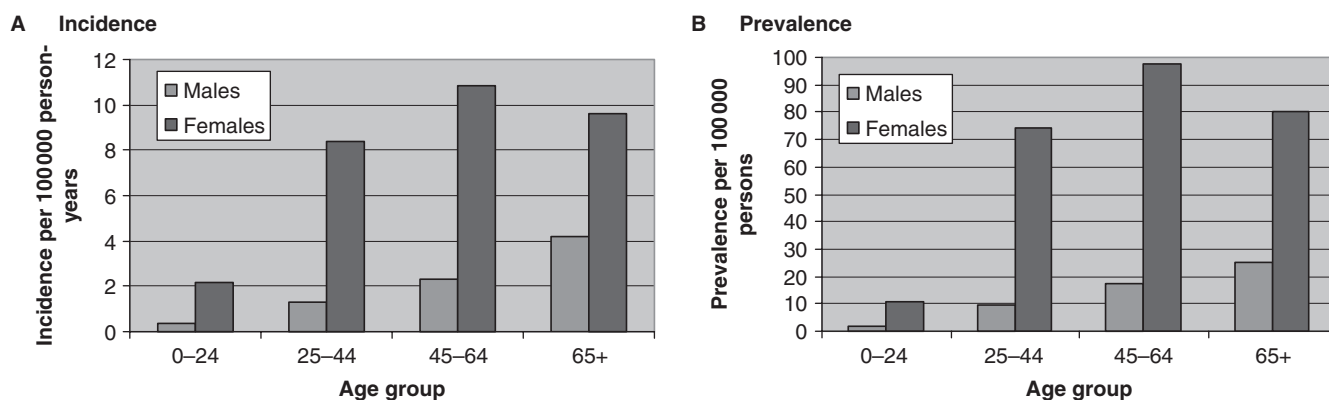 A Incidence
Incidence per 100 000 person-
years
12
10
8
6
4
2
0
Males
Females
0–24
25–44
45–64
65+
Age group
B Prevalence
Prevalence per 100 000
persons
100
90
80
70
60
50
40
30
20
10
0
Males
Females
0–24
25–44
45–64
65+
Age group